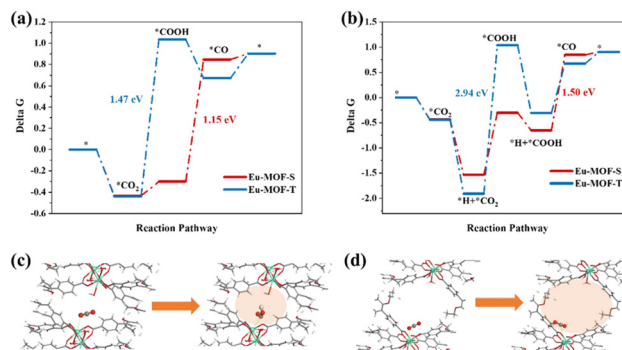 (a)
1.0
0.8
0.6
0.4
0.2
0.0
-0.2
-0.4
-0.6
Delta G
*
*CO₂
*COOH
*CO
*
1.47 eV
1.15 eV
Eu-MOF-S
Eu-MOF-T
Reaction Pathway
(b)
1.5
1.0
0.5
0.0
-0.5
-1.0
-1.5
-2.0
Delta G
*
*CO₂
*H+*CO₂
*COOH
*H+*COOH
*CO
*
2.94 eV
1.50 eV
Eu-MOF-S
Eu-MOF-T
Reaction Pathway
(c)
(d)